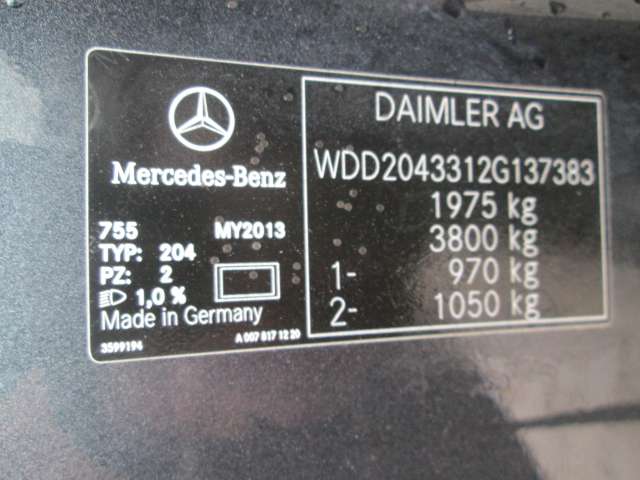 Mercedes-Benz
755 MY2013
TYP: 204
PZ: 2
1,0 %
Made in Germany
3599194 A 007 817 12 20
DAIMLER AG
WDD2043312G137383
1975 kg
3800 kg
1- 970 kg
2- 1050 kg